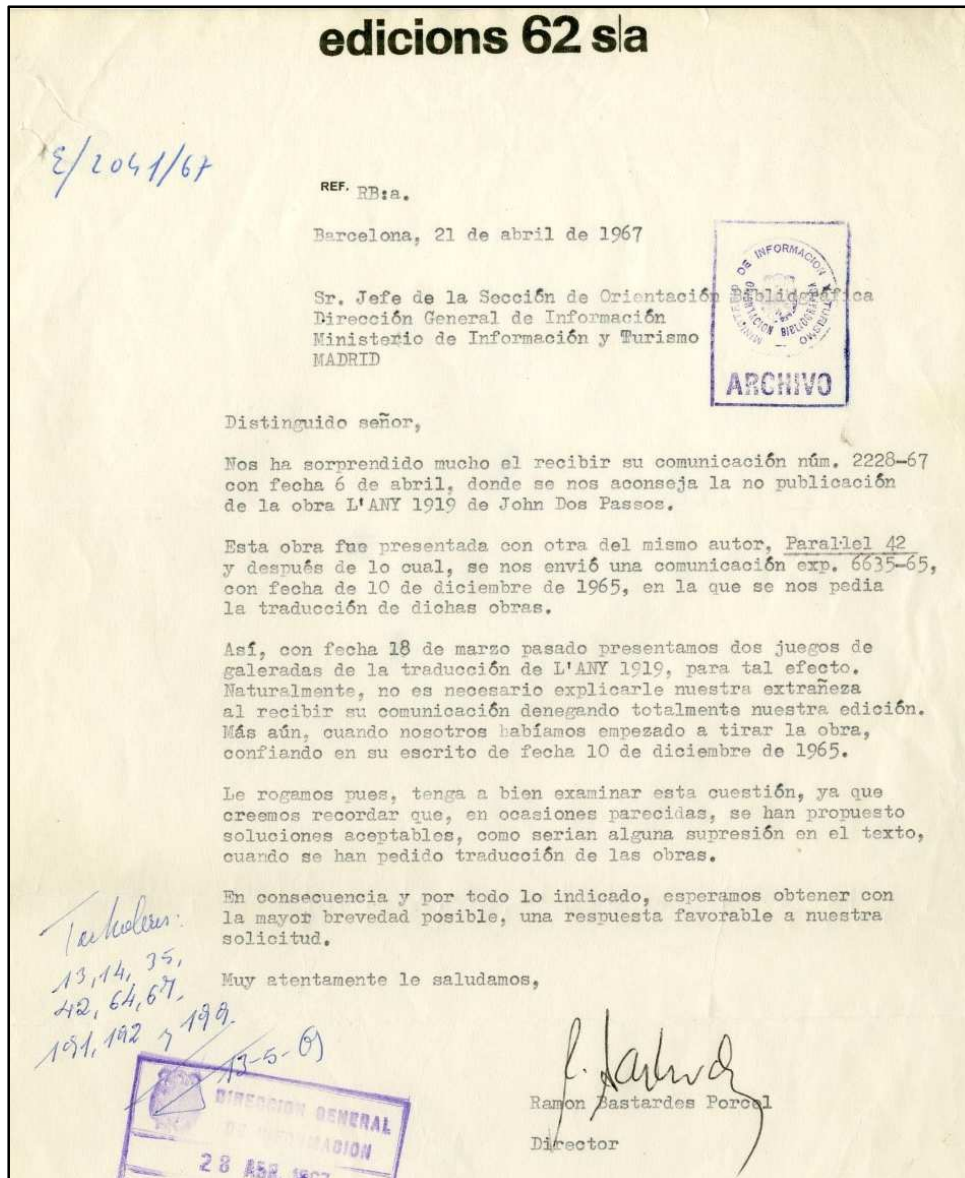 edicions 62 s|a
E/2041/67
REF. RB:a.
Barcelona, 21 de abril de 1967
Sr. Jefe de la Sección de Orientación Bibliográfica
Dirección General de Información
Ministerio de Información y Turismo
MADRID
MINISTERIO DE INFORMACION Y TURISMO
ORIENTACION BIBLIOGRAFICA
ARCHIVO
Distinguido señor,
Nos ha sorprendido mucho el recibir su comunicación núm. 2228-67
con fecha 6 de abril, donde se nos aconseja la no publicación
de la obra L'ANY 1919 de John Dos Passos.
Esta obra fue presentada con otra del mismo autor, Paral·lel 42
y después de lo cual, se nos envió una comunicación exp. 6635-65,
con fecha de 10 de diciembre de 1965, en la que se nos pedia
la traducción de dichas obras.
Así, con fecha 18 de marzo pasado presentamos dos juegos de
galeradas de la traducción de L'ANY 1919, para tal efecto.
Naturalmente, no es necesario explicarle nuestra extrañeza
al recibir su comunicación denegando totalmente nuestra edición.
Más aún, cuando nosotros habíamos empezado a tirar la obra,
confiando en su escrito de fecha 10 de diciembre de 1965.
Le rogamos pues, tenga a bien examinar esta cuestión, ya que
creemos recordar que, en ocasiones parecidas, se han propuesto
soluciones aceptables, como serian alguna supresión en el texto,
cuando se han pedido traducción de las obras.
En consecuencia y por todo lo indicado, esperamos obtener con
la mayor brevedad posible, una respuesta favorable a nuestra
solicitud.
Muy atentamente le saludamos,
13, 14, 35,
42, 64, 67,
191, 192 y 199.
13-5-69
DIRECCION GENERAL
DE INFORMACION
28 ABR. 1967
Ramon Bastardes Porcel
Director